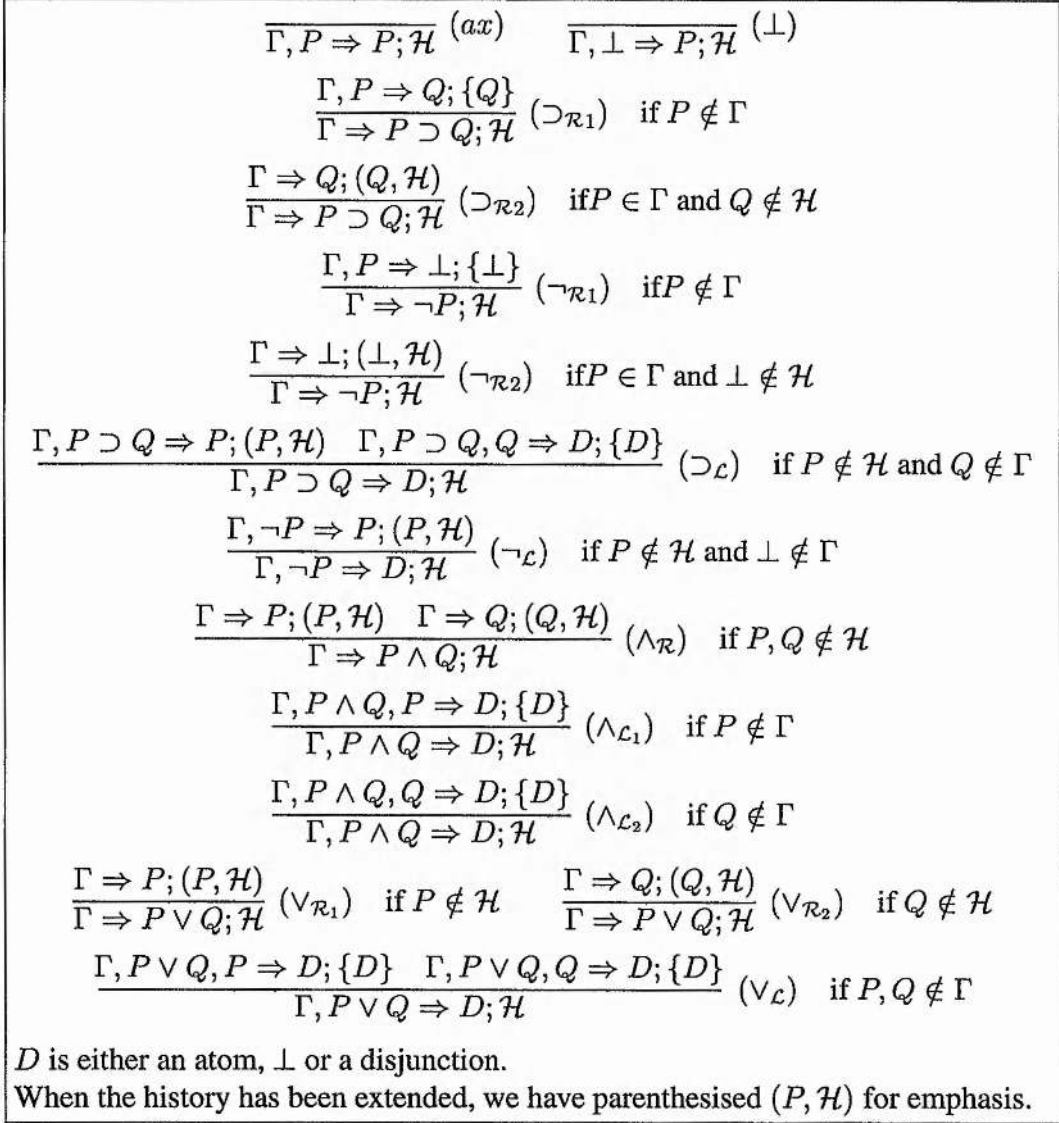 Γ, P ⇒ P; ℋ (ax)    Γ, ⊥ ⇒ P; ℋ (⊥)
Γ, P ⇒ Q; {Q}
Γ ⇒ P ⊃ Q; ℋ (⊃ℛ1) if P ∉ Γ
Γ ⇒ Q; (Q, ℋ)
Γ ⇒ P ⊃ Q; ℋ (⊃ℛ2) ifP ∈ Γ and Q ∉ ℋ
Γ, P ⇒ ⊥; {⊥}
Γ ⇒ ¬P; ℋ (¬ℛ1) ifP ∉ Γ
Γ ⇒ ⊥; (⊥, ℋ)
Γ ⇒ ¬P; ℋ (¬ℛ2) ifP ∈ Γ and ⊥ ∉ ℋ
Γ, P ⊃ Q ⇒ P; (P, ℋ)    Γ, P ⊃ Q, Q ⇒ D; {D}
Γ, P ⊃ Q ⇒ D; ℋ (⊃ℒ) if P ∉ ℋ and Q ∉ Γ
Γ, ¬P ⇒ P; (P, ℋ)
Γ, ¬P ⇒ D; ℋ (¬ℒ) if P ∉ ℋ and ⊥ ∉ Γ
Γ ⇒ P; (P, ℋ)    Γ ⇒ Q; (Q, ℋ)
Γ ⇒ P ∧ Q; ℋ (∧ℛ) if P, Q ∉ ℋ
Γ, P ∧ Q, P ⇒ D; {D}
Γ, P ∧ Q ⇒ D; ℋ (∧ℒ₁) if P ∉ Γ
Γ, P ∧ Q, Q ⇒ D; {D}
Γ, P ∧ Q ⇒ D; ℋ (∧ℒ₂) if Q ∉ Γ
Γ ⇒ P; (P, ℋ)    Γ ⇒ Q; (Q, ℋ)
Γ ⇒ P ∨ Q; ℋ (∨ℛ₁) if P ∉ ℋ    Γ ⇒ P ∨ Q; ℋ (∨ℛ₂) if Q ∉ ℋ
Γ, P ∨ Q, P ⇒ D; {D}    Γ, P ∨ Q, Q ⇒ D; {D}
Γ, P ∨ Q ⇒ D; ℋ (∨ℒ) if P, Q ∉ Γ
D is either an atom, ⊥ or a disjunction.
When the history has been extended, we have parenthesised (P, ℋ) for emphasis.